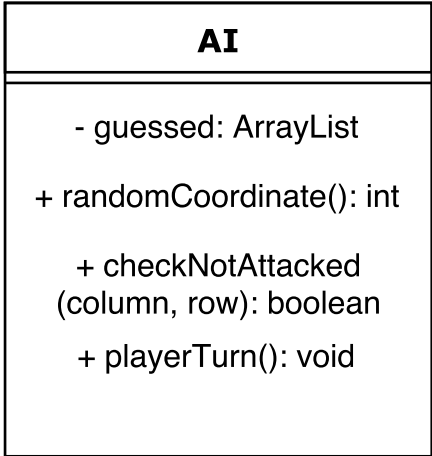 AI
- guessed: ArrayList
+ randomCoordinate(): int
+ checkNotAttacked
(column, row): boolean
+ playerTurn(): void